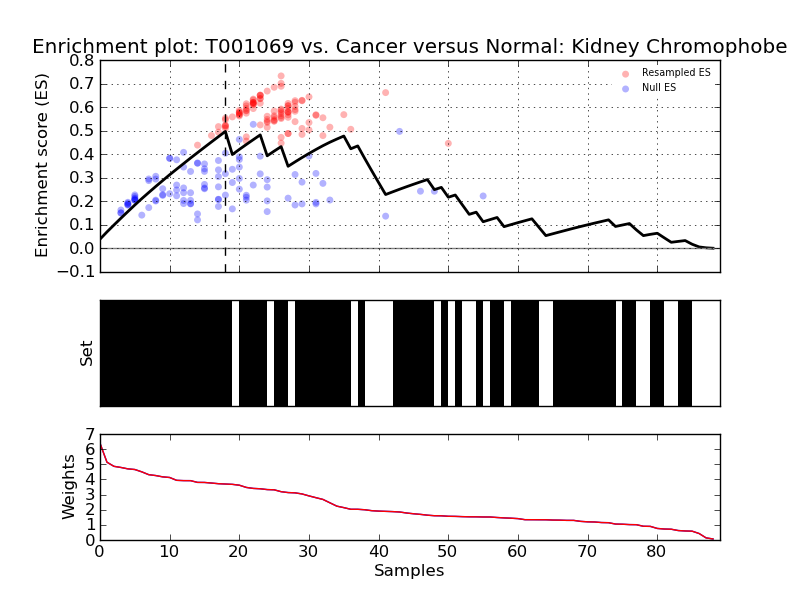 Enrichment plot: T001069 vs. Cancer versus Normal: Kidney Chromophobe
0.8
0.7
0.6
0.5
0.4
0.3
0.2
0.1
0.0
−0.1
Enrichment score (ES)
Resampled ES
Null ES
Set
7
6
5
4
3
2
1
0
Weights
0 10 20 30 40 50 60 70 80
Samples